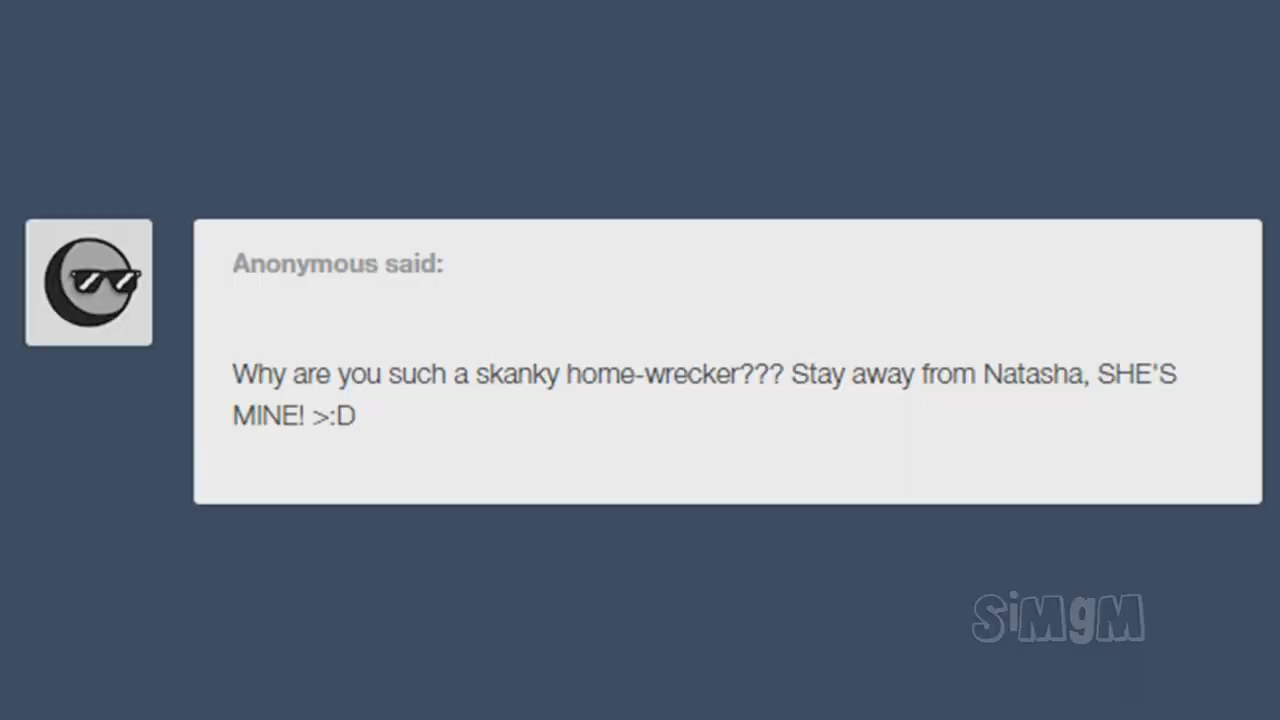 Anonymous said:
Why are you such a skanky home-wrecker??? Stay away from Natasha, SHE'S
MINE! >:D
SiMgM